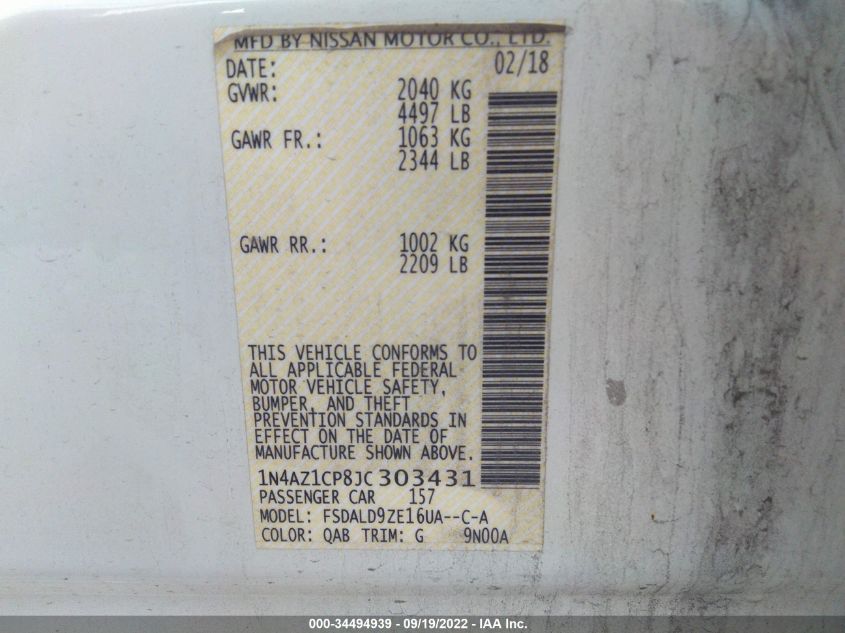 MFD BY NISSAN MOTOR CO., LTD.
DATE: 02/18
GVWR: 2040 KG
4497 LB
GAWR FR.: 1063 KG
2344 LB
GAWR RR.: 1002 KG
2209 LB
THIS VEHICLE CONFORMS TO
ALL APPLICABLE FEDERAL
MOTOR VEHICLE SAFETY,
BUMPER, AND THEFT
PREVENTION STANDARDS IN
EFFECT ON THE DATE OF
MANUFACTURE SHOWN ABOVE.
1N4AZ1CP8JC303431
PASSENGER CAR 157
MODEL: FSDALD9ZE16UA--C-A
COLOR: QAB TRIM: G 9N00A
000-34494939 - 09/19/2022 - IAA Inc.